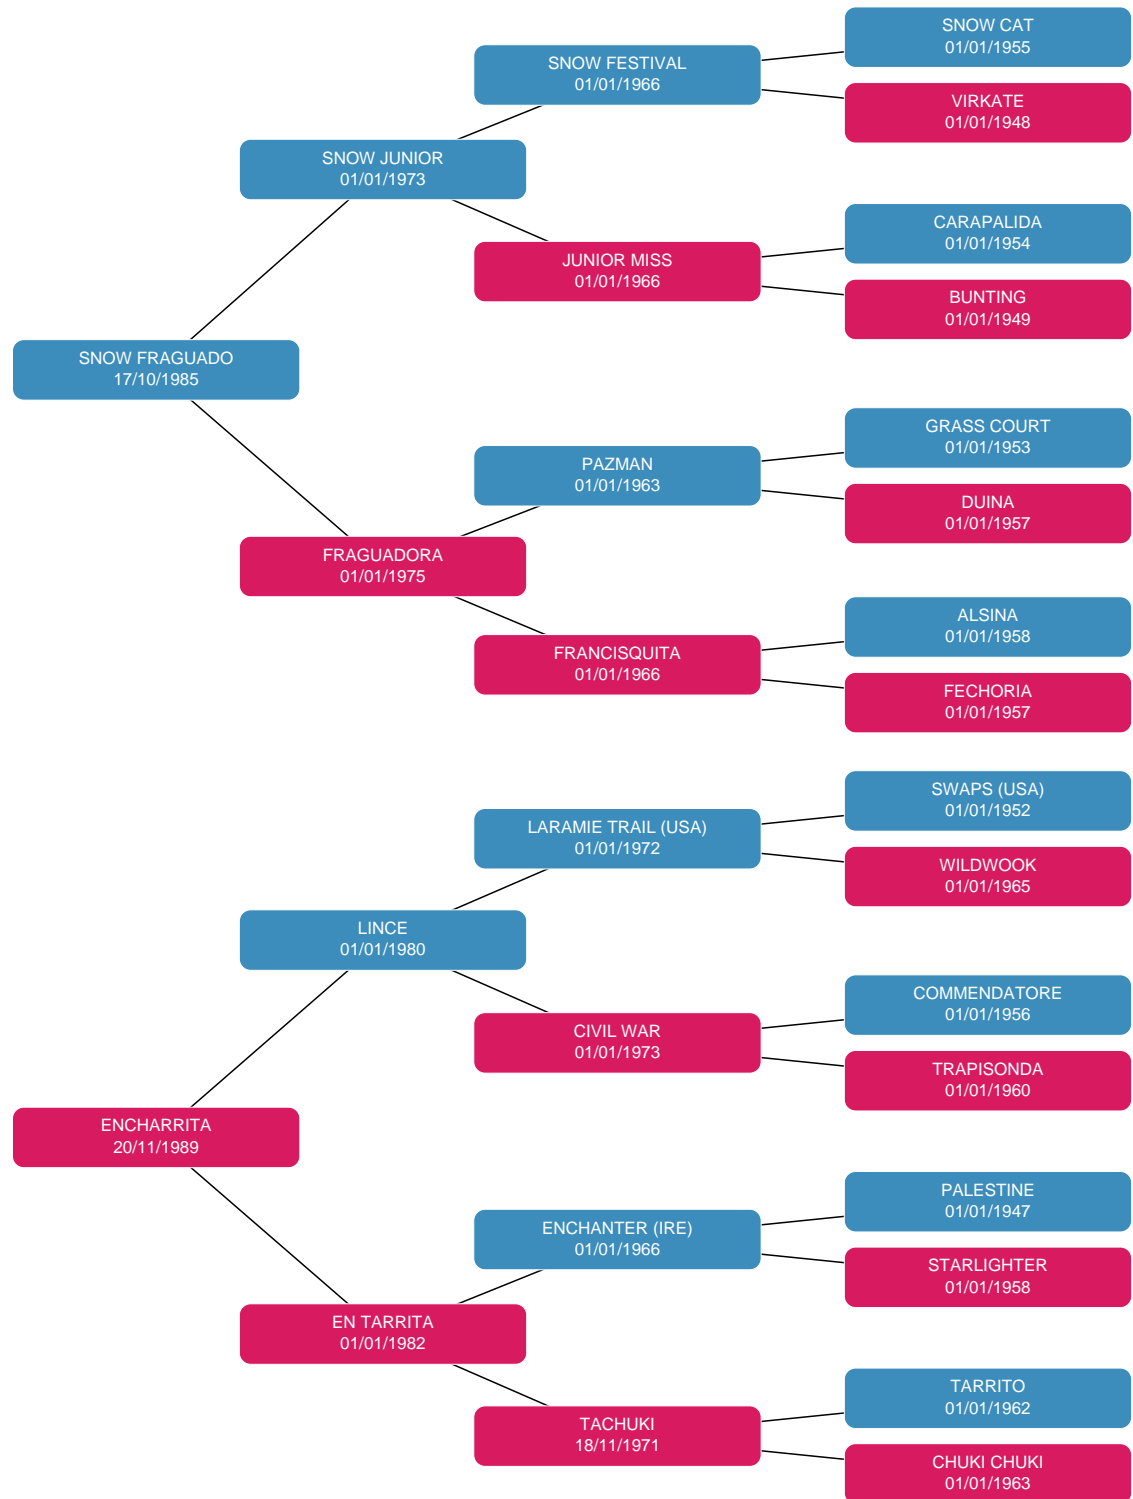 SNOW CAT
01/01/1955
SNOW FESTIVAL
01/01/1966
VIRKATE
01/01/1948
SNOW JUNIOR
01/01/1973
CARAPALIDA
01/01/1954
JUNIOR MISS
01/01/1966
BUNTING
01/01/1949
SNOW FRAGUADO
17/10/1985
GRASS COURT
01/01/1953
PAZMAN
01/01/1963
DUINA
01/01/1957
FRAGUADORA
01/01/1975
ALSINA
01/01/1958
FRANCISQUITA
01/01/1966
FECHORIA
01/01/1957
SWAPS (USA)
01/01/1952
LARAMIE TRAIL (USA)
01/01/1972
WILDWOOK
01/01/1965
LINCE
01/01/1980
COMMENDATORE
01/01/1956
CIVIL WAR
01/01/1973
TRAPISONDA
01/01/1960
ENCHARRITA
20/11/1989
PALESTINE
01/01/1947
ENCHANTER (IRE)
01/01/1966
STARLIGHTER
01/01/1958
EN TARRITA
01/01/1982
TARRITO
01/01/1962
TACHUKI
18/11/1971
CHUKI CHUKI
01/01/1963